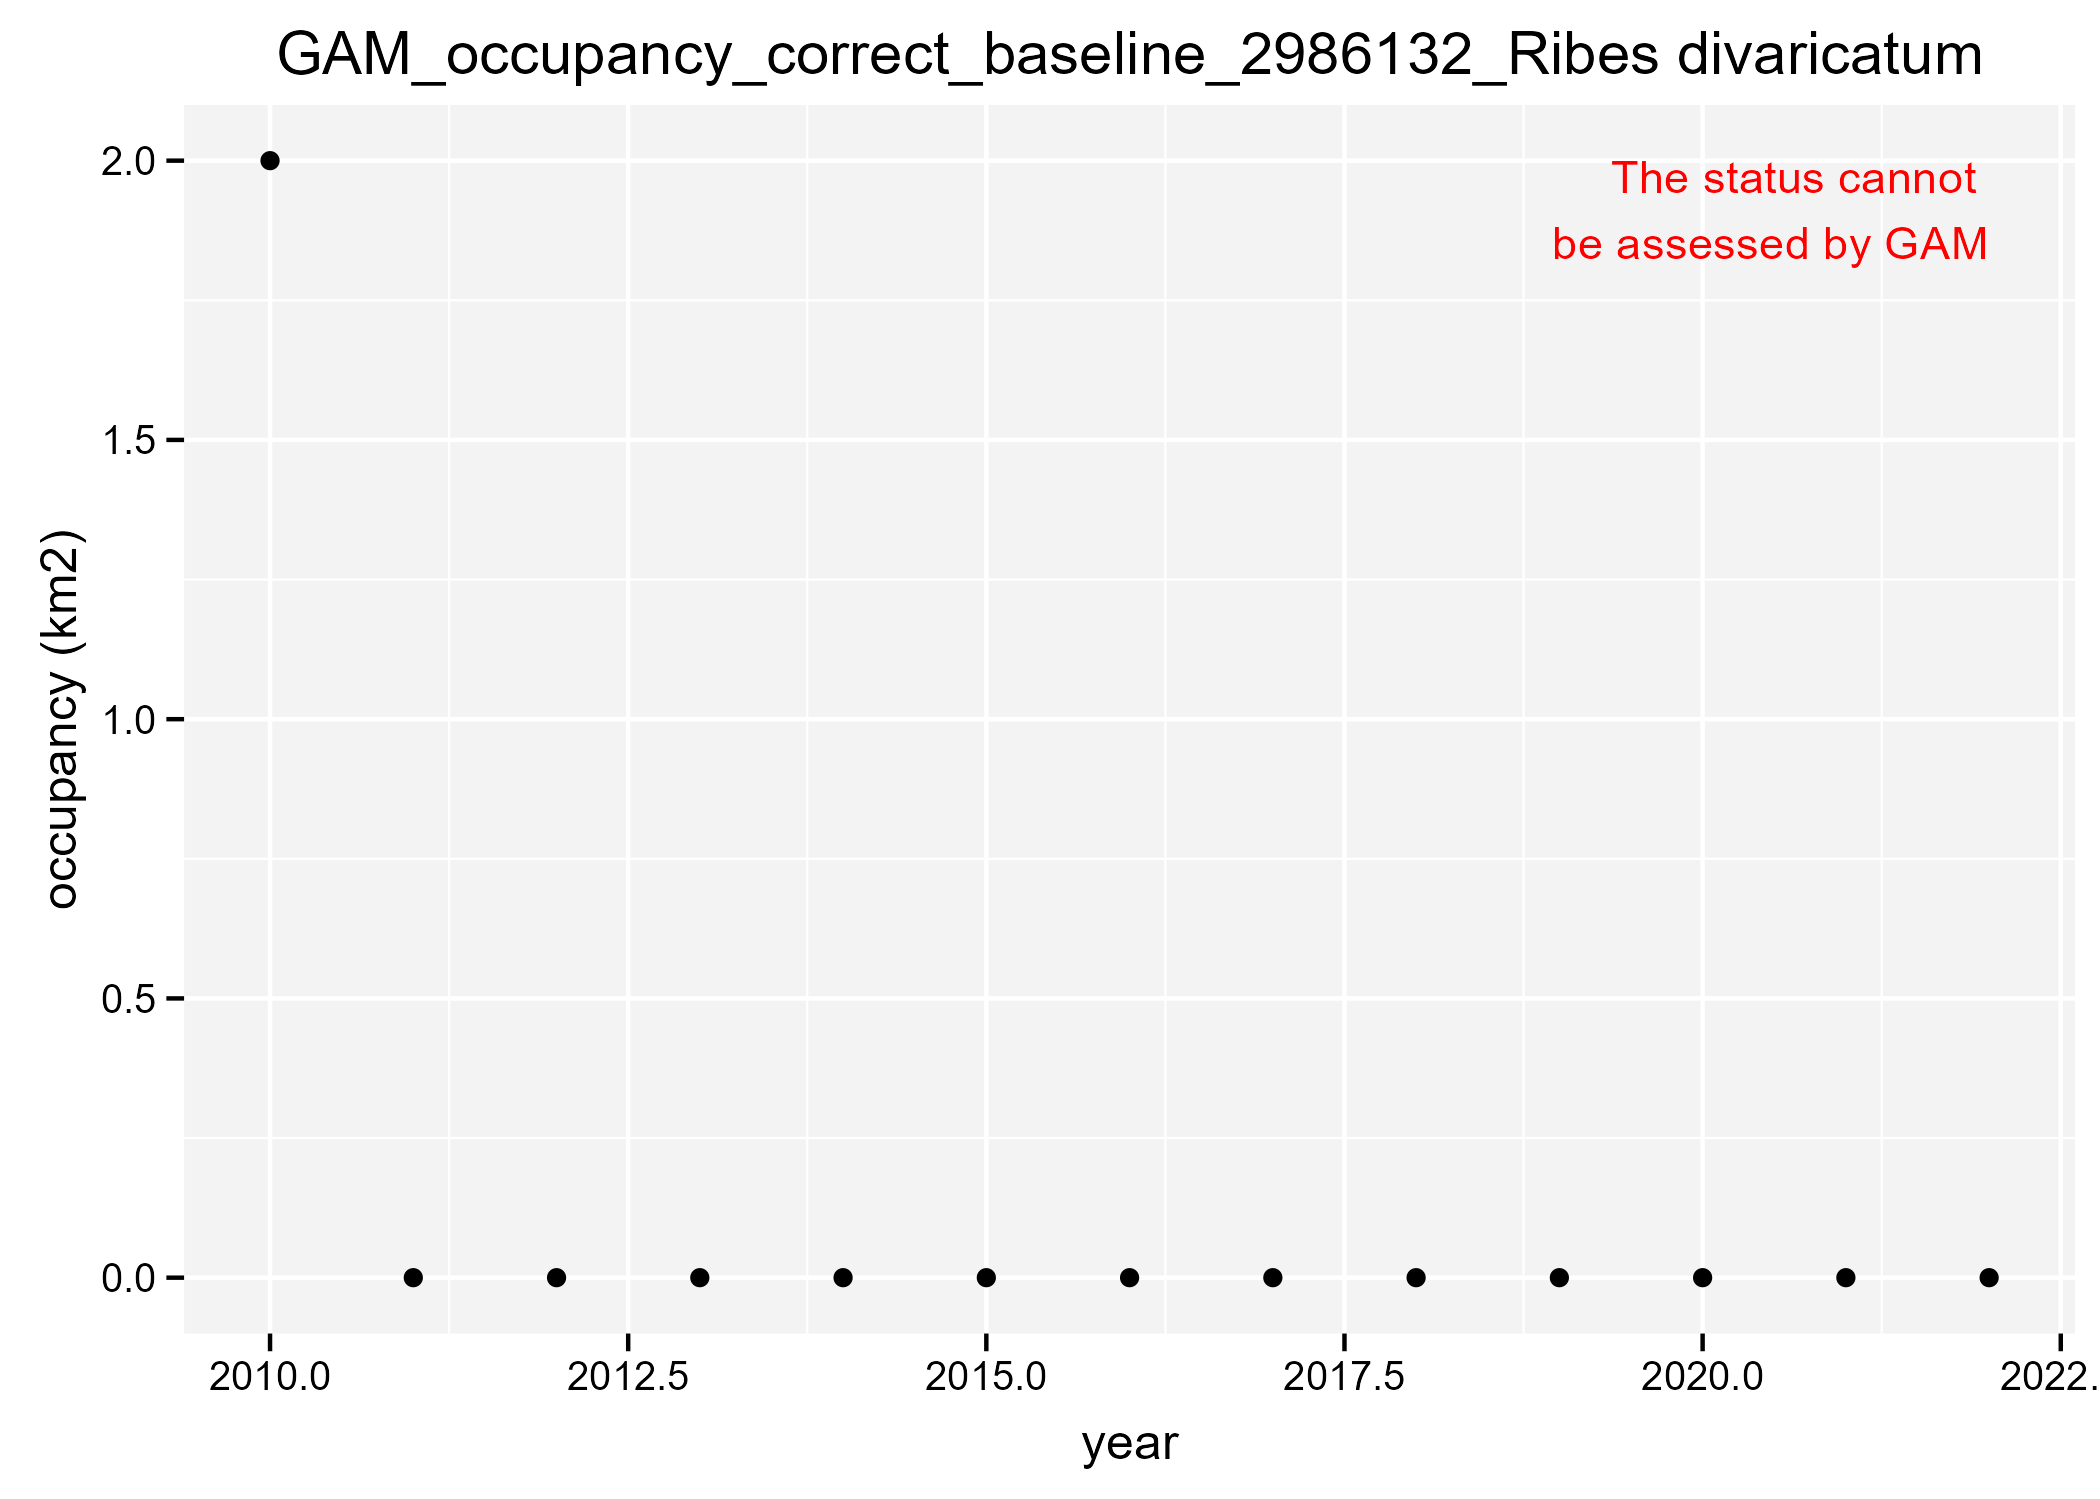 GAM_occupancy_correct_baseline_2986132_Ribes divaricatum
The status cannot
be assessed by GAM
occupancy (km2)
2.0
1.5
1.0
0.5
0.0
2010.0 2012.5 2015.0 2017.5 2020.0 2022.
year